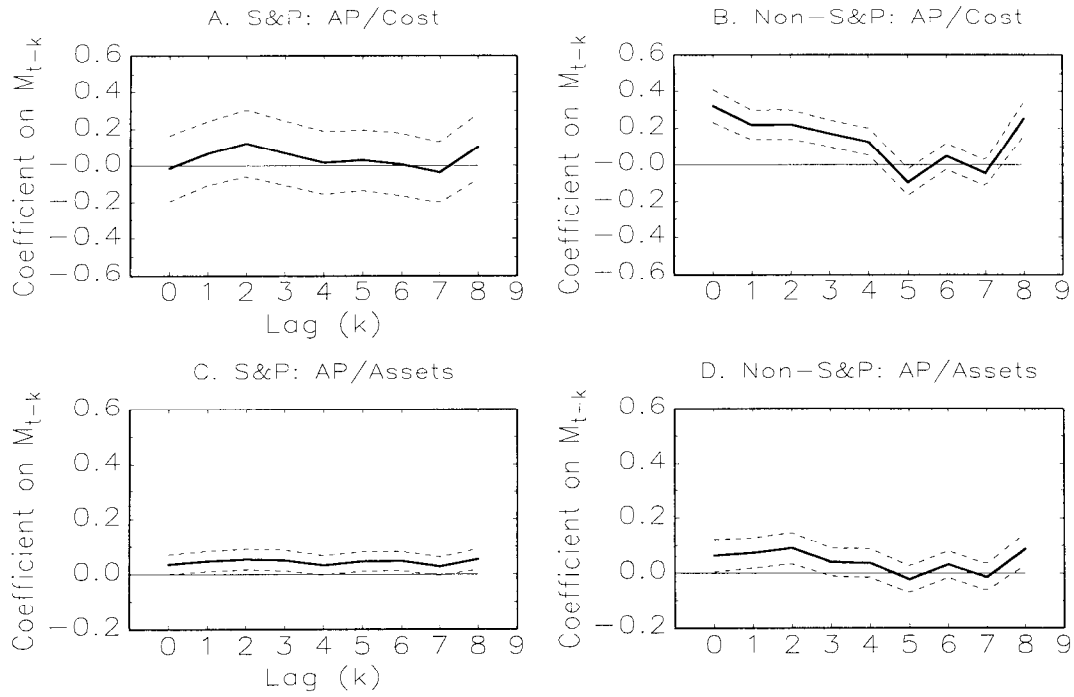 A. S&P: AP/Cost
Coefficient on M_{t-k}
0.6
0.4
0.2
-0.0
-0.2
-0.4
-0.6
0 1 2 3 4 5 6 7 8 9
Lag (k)
B. Non-S&P: AP/Cost
Coefficient on M_{t-k}
0.6
0.4
0.2
-0.0
-0.2
-0.4
-0.6
0 1 2 3 4 5 6 7 8 9
C. S&P: AP/Assets
Coefficient on M_{t-k}
0.6
0.4
0.2
0.0
-0.2
0 1 2 3 4 5 6 7 8 9
Lag (k)
D. Non-S&P: AP/Assets
Coefficient on M_{t-k}
0.6
0.4
0.2
0.0
-0.2
0 1 2 3 4 5 6 7 8 9